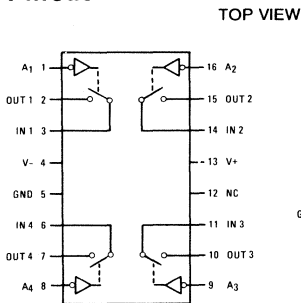 TOP VIEW
A1 1 16 A2
OUT 1 2 15 OUT 2
IN 1 3 14 IN 2
V- 4 13 V+
GND 5 12 NC
IN 4 6 11 IN 3
OUT 4 7 10 OUT 3
A4 8 9 A3